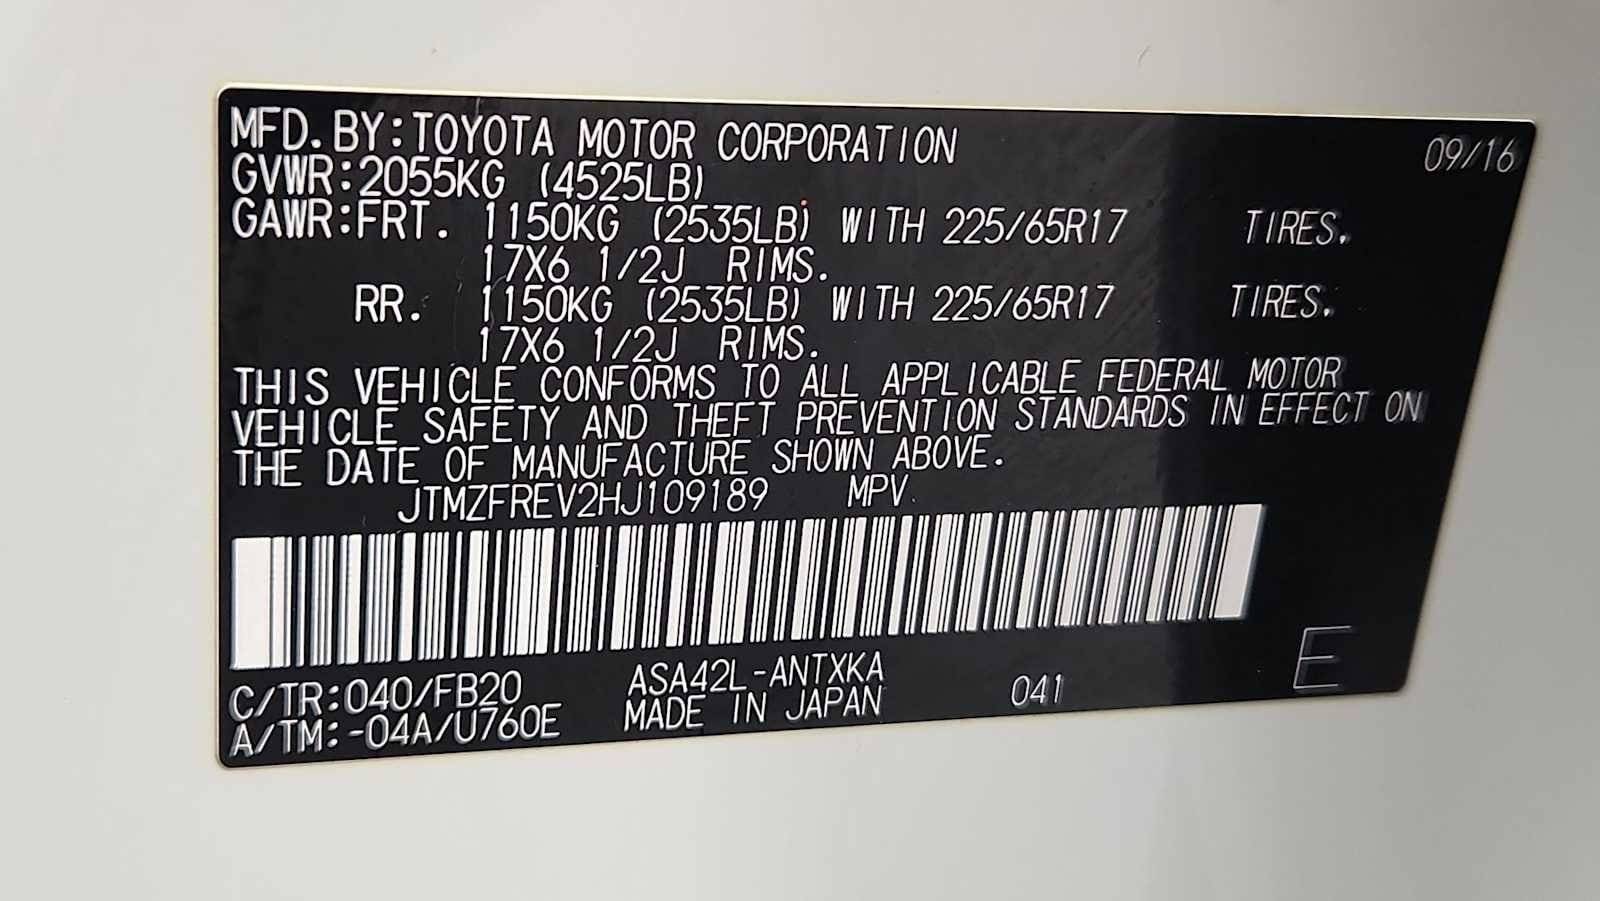 MFD. BY: TOYOTA MOTOR CORPORATION 09/16
GVWR: 2055KG (4525LB)
GAWR: FRT. 1150KG (2535LB) WITH 225/65R17 TIRES.
17X6 1/2J RIMS.
RR. 1150KG (2535LB) WITH 225/65R17 TIRES.
17X6 1/2J RIMS.
THIS VEHICLE CONFORMS TO ALL APPLICABLE FEDERAL MOTOR
VEHICLE SAFETY AND THEFT PREVENTION STANDARDS IN EFFECT ON
THE DATE OF MANUFACTURE SHOWN ABOVE.
JTMZFREV2HJ109189 MPV
C/TR: 040/FB20 ASA42L-ANTXKA 041 E
A/TM: -04A/U760E MADE IN JAPAN